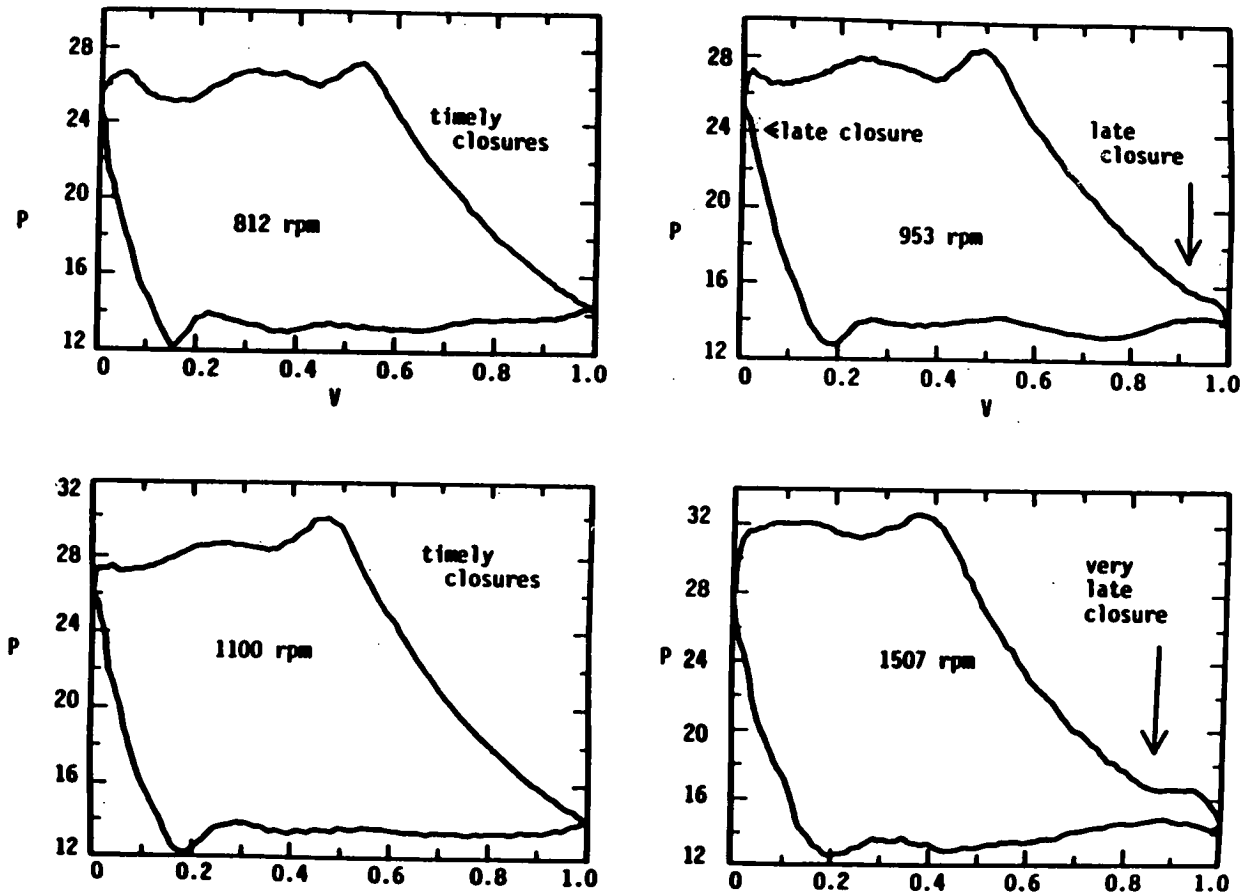 28
24
20
16
12
P
timely
closures
812 rpm
0
0.2
0.4
0.6
0.8
1.0
V
28
24
20
16
12
P
late closure
late
closure
953 rpm
0
0.2
0.4
0.6
0.8
1.0
V
32
28
24
20
16
12
P
timely
closures
1100 rpm
0
0.2
0.4
0.6
0.8
1.0
32
28
24
20
16
12
P
very
late
closure
1507 rpm
0
0.2
0.4
0.6
0.8
1.0